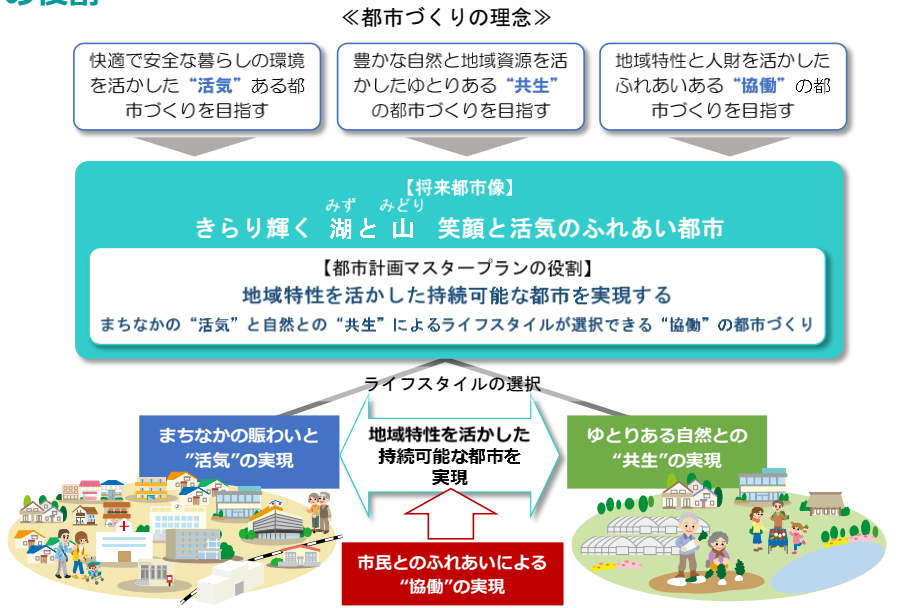 の役割
≪都市づくりの理念≫
快適で安全な暮らしの環境
を活かした“活気”ある都
市づくりを目指す
豊かな自然と地域資源を活
かしたゆとりある“共生”
の都市づくりを目指す
地域特性と人財を活かした
ふれあいある“協働”の都
市づくりを目指す
【将来都市像】
みず みどり
きらり輝く 湖と山 笑顔と活気のふれあい都市
【都市計画マスタープランの役割】
地域特性を活かした持続可能な都市を実現する
まちなかの“活気”と自然との“共生”によるライフスタイルが選択できる“協働”の都市づくり
ライフスタイルの選択
まちなかの賑わいと
”活気”の実現
地域特性を活かした
持続可能な都市を
実現
ゆとりある自然との
“共生”の実現
市民とのふれあいによる
“協働”の実現